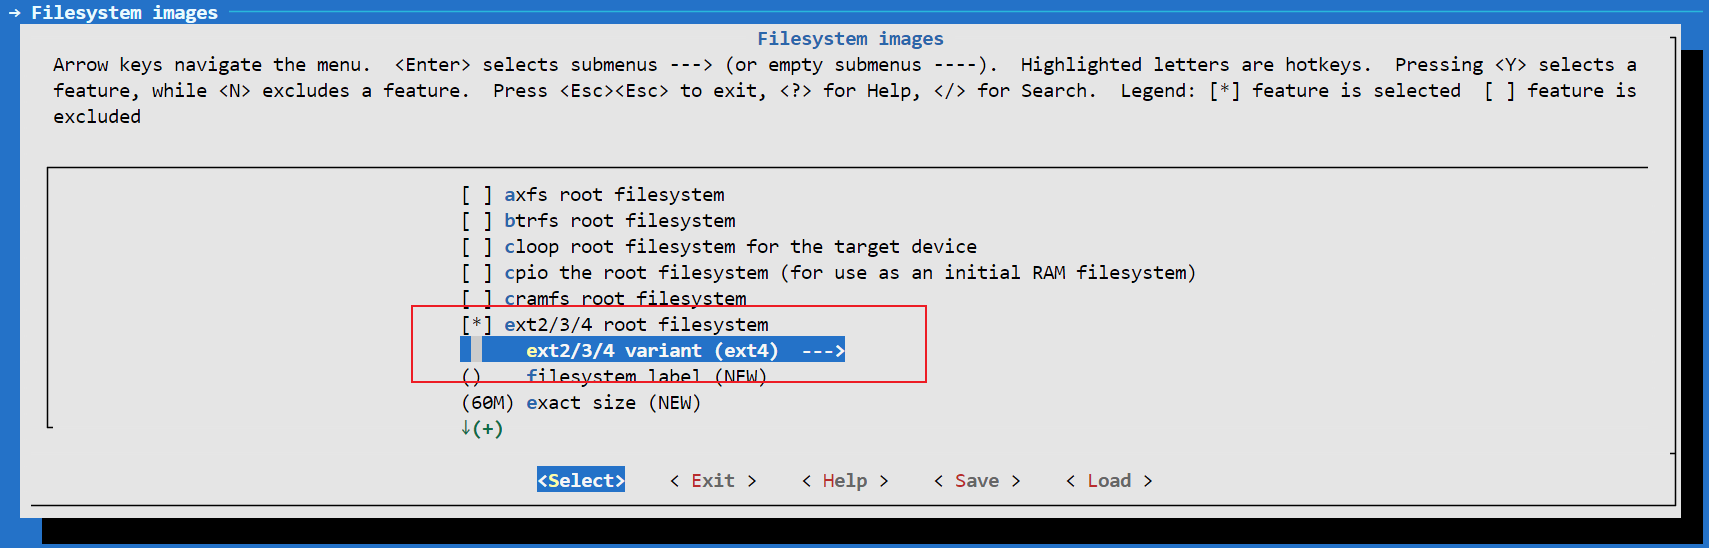 → Filesystem images
Filesystem images
Arrow keys navigate the menu.  <Enter> selects submenus ---> (or empty submenus ----).  Highlighted letters are hotkeys.  Pressing <Y> selects a
feature, while <N> excludes a feature.  Press <Esc><Esc> to exit, <?> for Help, </> for Search.  Legend: [*] feature is selected  [ ] feature is
excluded
[ ] axfs root filesystem
[ ] btrfs root filesystem
[ ] cloop root filesystem for the target device
[ ] cpio the root filesystem (for use as an initial RAM filesystem)
[ ] cramfs root filesystem
[*] ext2/3/4 root filesystem
ext2/3/4 variant (ext4)  --->
()    filesystem label (NEW)
(60M) exact size (NEW)
↓(+)
<Select>    < Exit >    < Help >    < Save >    < Load >